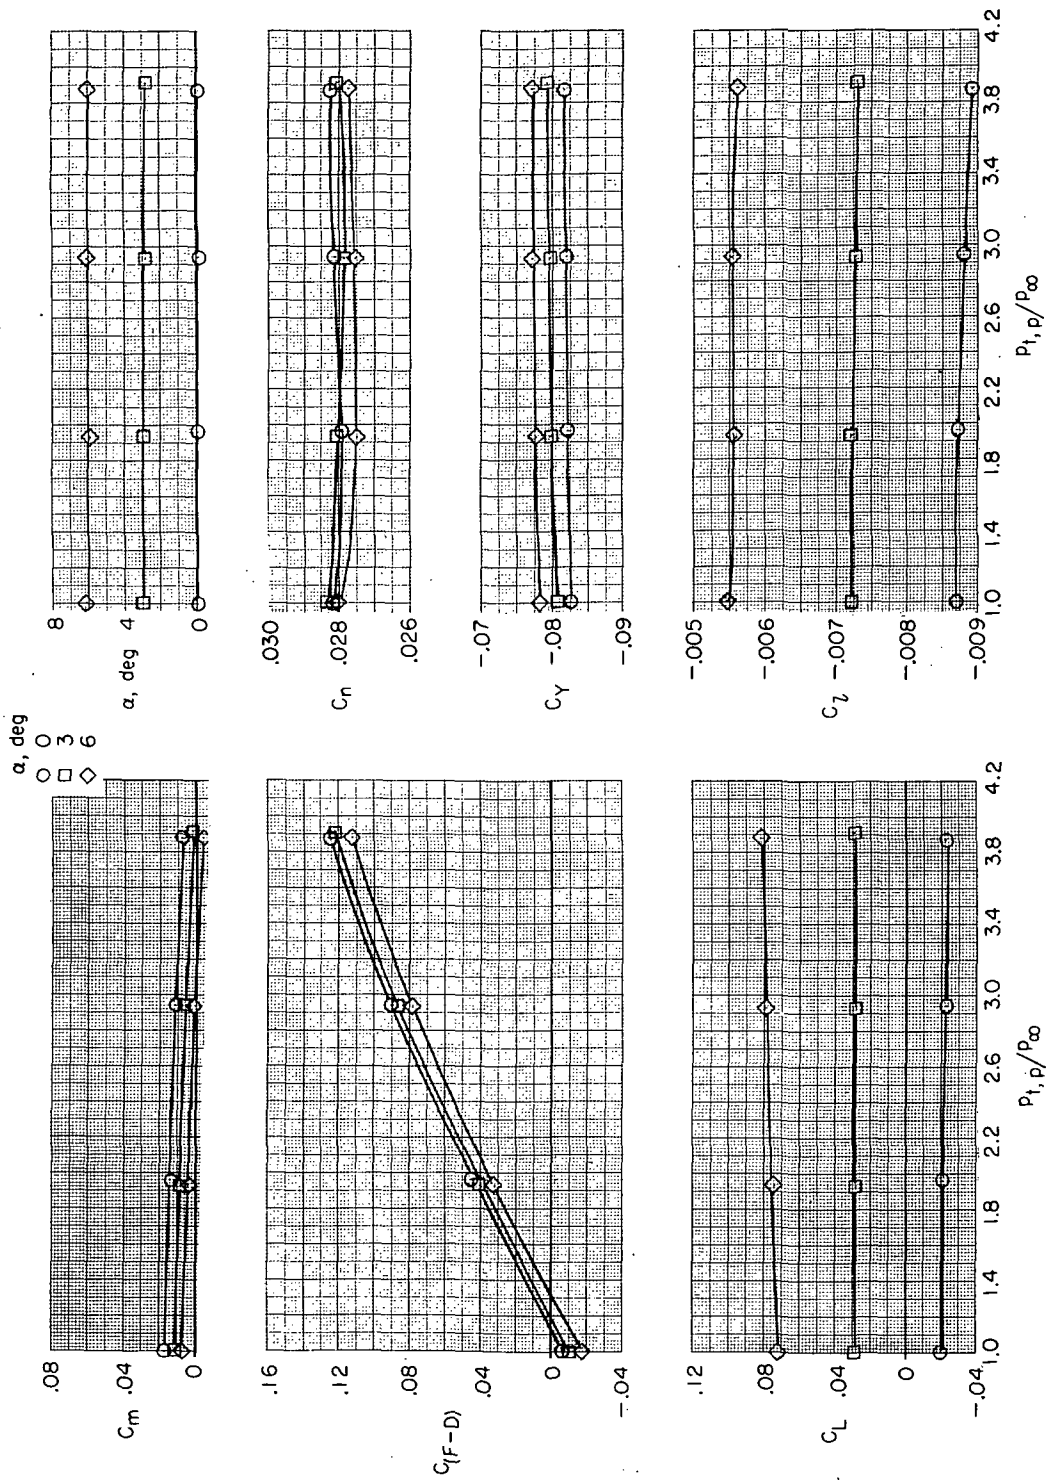 α, deg
○ 0
□ 3
◇ 6
.08
.04
0
C_m
.16
.12
.08
.04
0
-.04
C_(F-D)
.12
.08
.04
0
-.04
C_L
1.0 1.4 1.8 2.2 2.6 3.0 3.4 3.8 4.2
p_t,p/p_∞
8
4
0
α, deg
.030
.028
.026
C_n
-.07
-.08
-.09
C_Y
-.005
-.006
-.007
-.008
-.009
C_l
1.0 1.4 1.8 2.2 2.6 3.0 3.4 3.8 4.2
p_t,p/p_∞